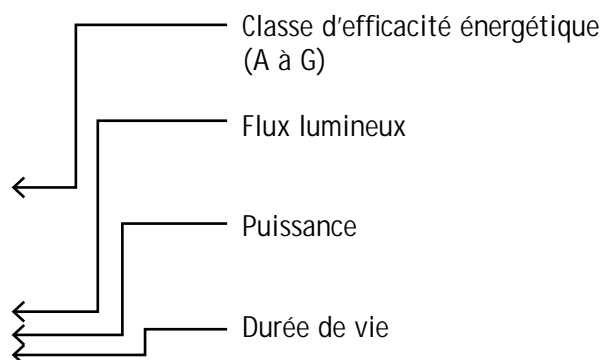 Classe d'efficacité énergétique
(A à G)
Flux lumineux
Puissance
Durée de vie